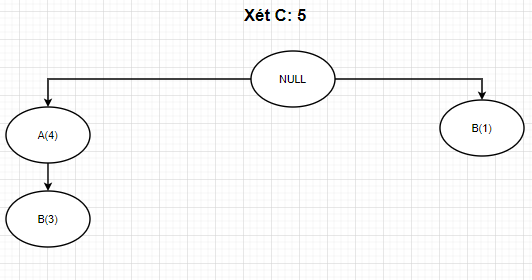 Xét C: 5
NULL
A(4)
B(1)
B(3)